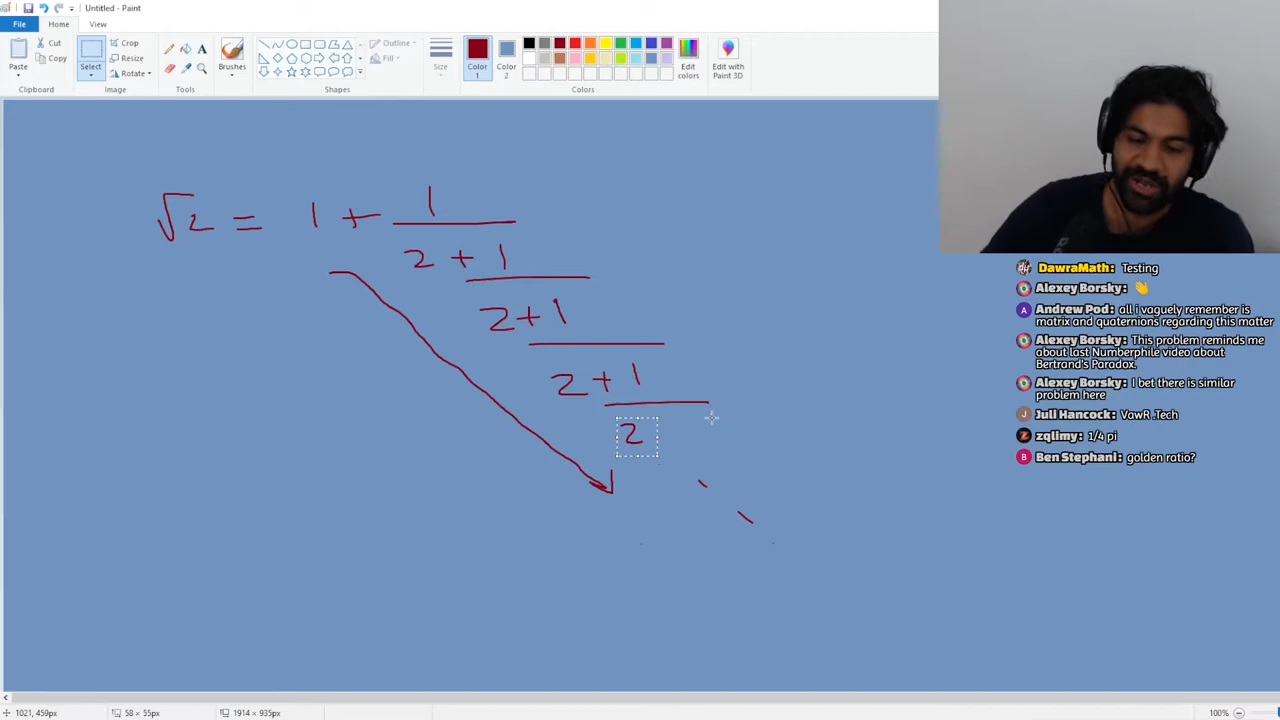 Untitled - Paint
File Home View
Paste
Cut
Copy
Clipboard
Select
Crop
Resize
Rotate
Image
A
Tools
Brushes
Outline
Fill
Shapes
Size
Color 1
Color 2
Edit colors
Colors
Edit with Paint 3D
√2 = 1 + 1
2 + 1
2 + 1
2 + 1
2
DawraMath: Testing
Alexey Borsky: 👋
Andrew Pod: all i vaguely remember is
matrix and quaternions regarding this matter
Alexey Borsky: This problem reminds me
about last Numberphile video about
Bertrand's Paradox.
Alexey Borsky: I bet there is similar
problem here
Juli Hancock: VawR .Tech
zqlimy: 1/4 pi
Ben Stephani: golden ratio?
1021, 459px
58 × 55px
1914 × 935px
100%